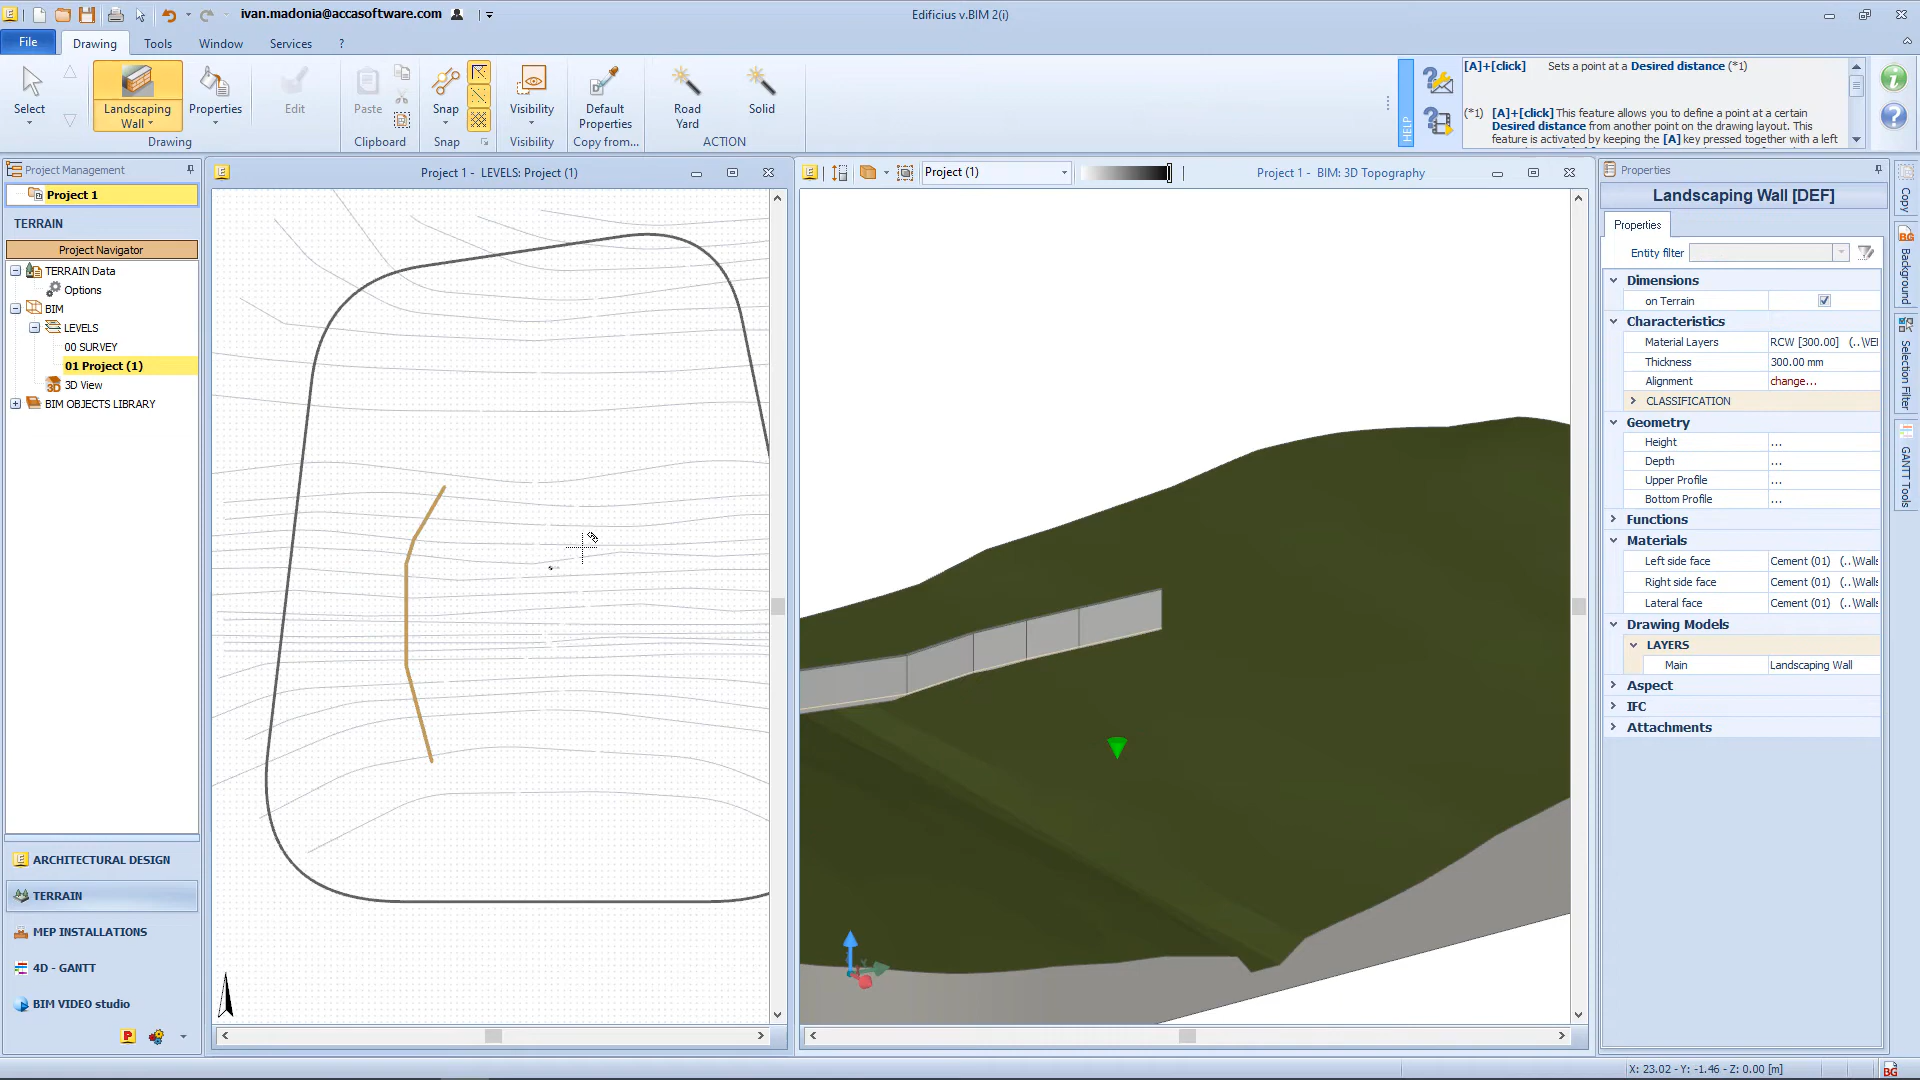 ivan.madonia@accasoftware.com
Edificius v.BIM 2(i)
File
Drawing
Tools
Window
Services
?
Select
Landscaping
Wall
Properties
Edit
Paste
Snap
Visibility
Default
Properties
Road
Yard
Solid
Drawing
Clipboard
Snap
Visibility
Copy from...
ACTION
HELP
[A]+[click] Sets a point at a Desired distance (*1)
(*1) [A]+[click] This feature allows you to define a point at a certain
Desired distance from another point on the drawing layout. This
feature is activated by keeping the [A] key pressed together with a left
Project Management
Project 1
TERRAIN
Project Navigator
TERRAIN Data
Options
BIM
LEVELS
00 SURVEY
01 Project (1)
3D View
BIM OBJECTS LIBRARY
ARCHITECTURAL DESIGN
TERRAIN
MEP INSTALLATIONS
4D - GANTT
BIM VIDEO studio
Project 1 - LEVELS: Project (1)
Project (1)
Project 1 - BIM: 3D Topography
Properties
Landscaping Wall [DEF]
Properties
Entity filter
Dimensions
on Terrain
Characteristics
Material Layers RCW [300.00] (..\VE
Thickness 300.00 mm
Alignment change...
CLASSIFICATION
Geometry
Height ...
Depth ...
Upper Profile ...
Bottom Profile ...
Functions
Materials
Left side face Cement (01) (..\Walls
Right side face Cement (01) (..\Walls
Lateral face Cement (01) (..\Walls
Drawing Models
LAYERS
Main Landscaping Wall
Aspect
IFC
Attachments
Copy
Background
Selection Filter
GANTT Tools
X: 23.02 - Y: -1.46 - Z: 0.00 [m]